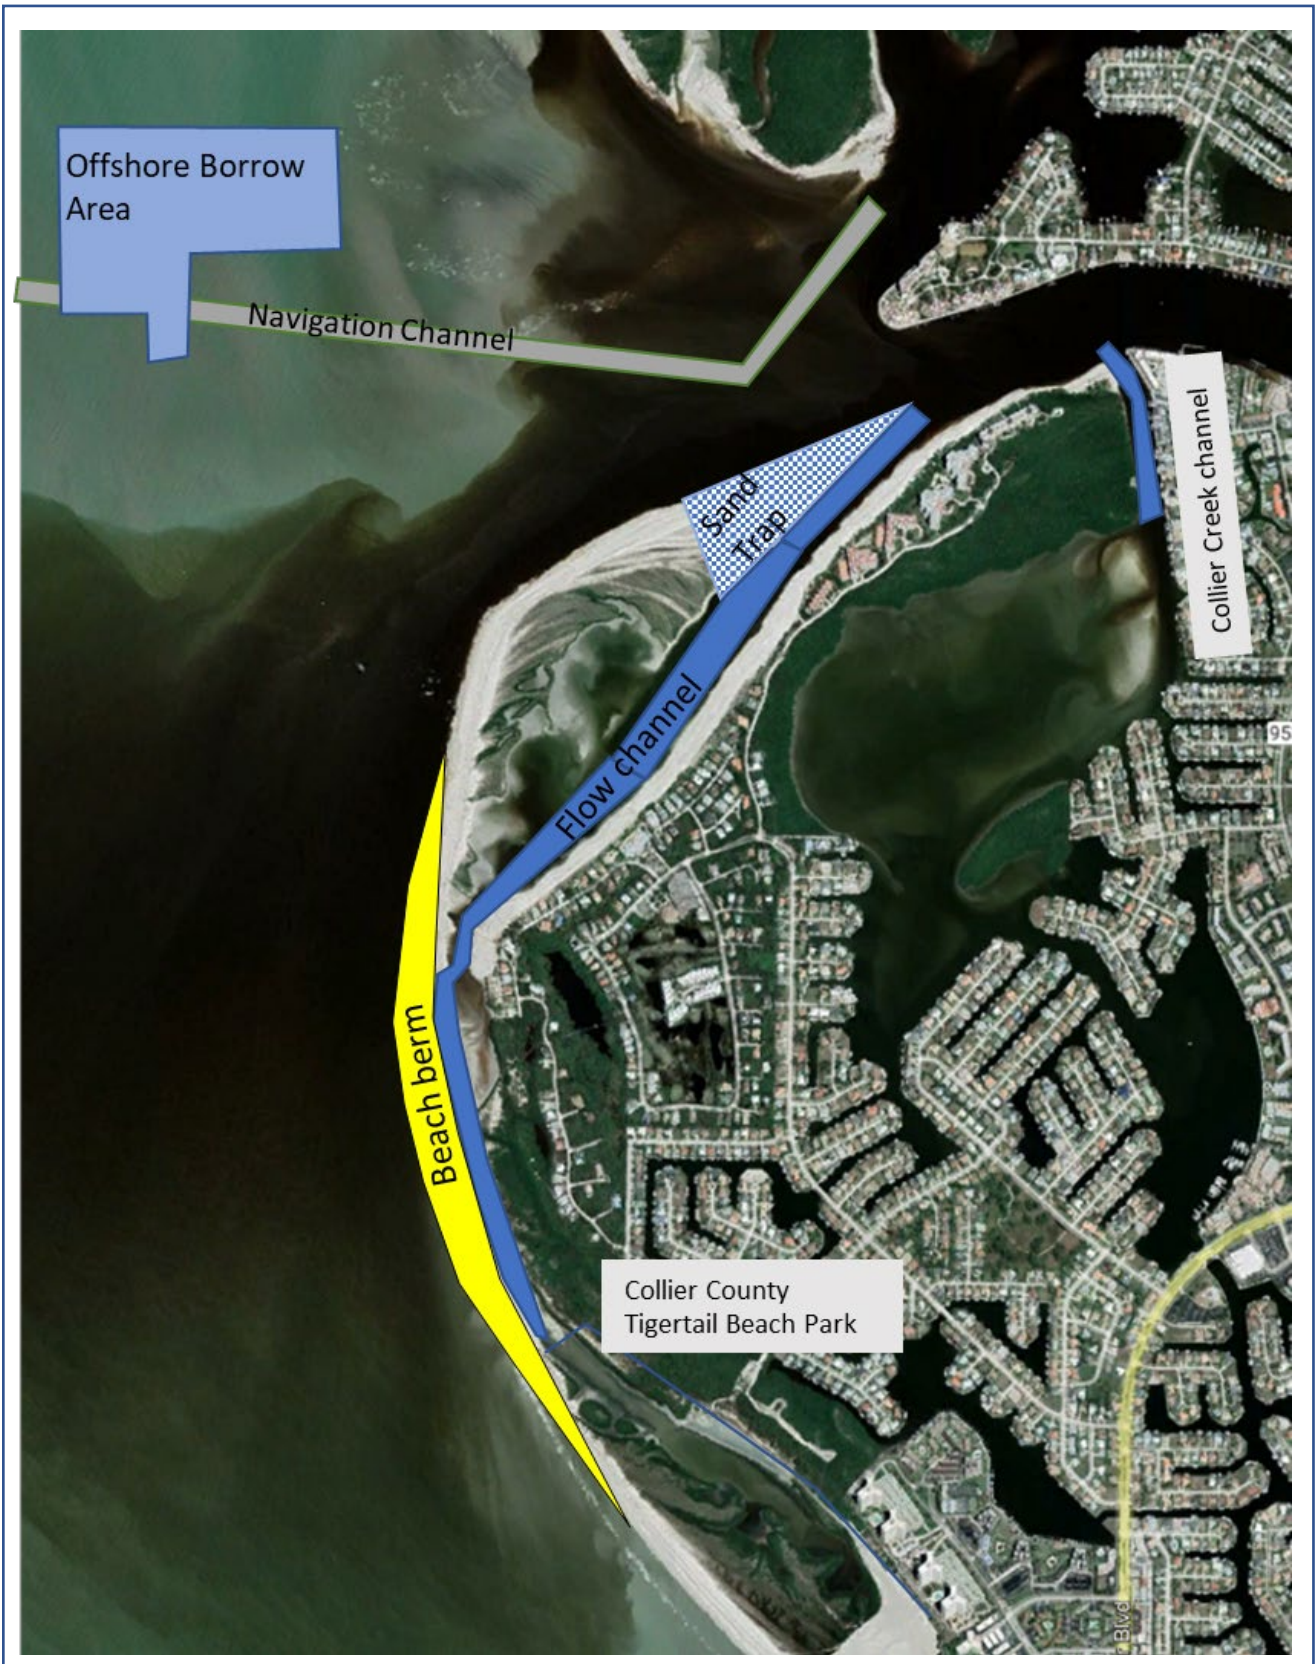 Offshore Borrow
Area
Navigation Channel
Collier Creek channel
Sand
Trap
Flow channel
95
Beach berm
Collier County
Tigertail Beach Park
Blvd